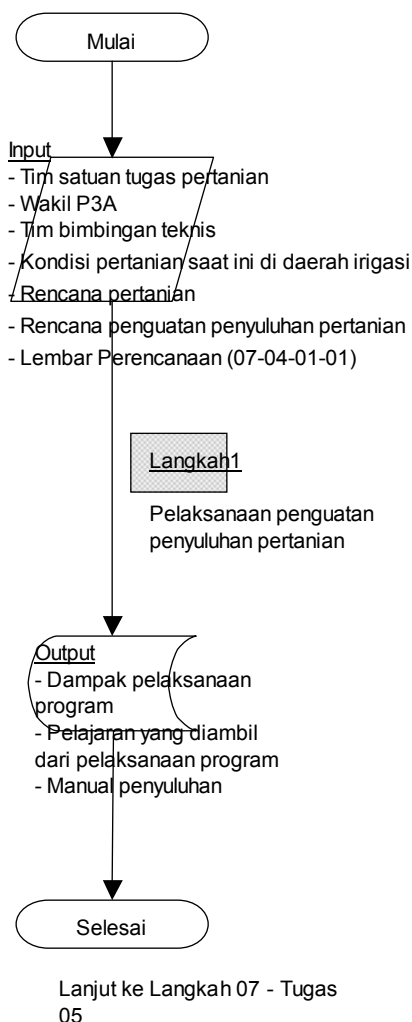 Mulai
Input
- Tim satuan tugas pertanian
- Wakil P3A
- Tim bimbingan teknis
- Kondisi pertanian saat ini di daerah irigasi
- Rencana pertanian
- Rencana penguatan penyuluhan pertanian
- Lembar Perencanaan (07-04-01-01)
Langkah1
Pelaksanaan penguatan
penyuluhan pertanian
Output
- Dampak pelaksanaan
program
- Pelajaran yang diambil
dari pelaksanaan program
- Manual penyuluhan
Selesai
Lanjut ke Langkah 07 - Tugas
05